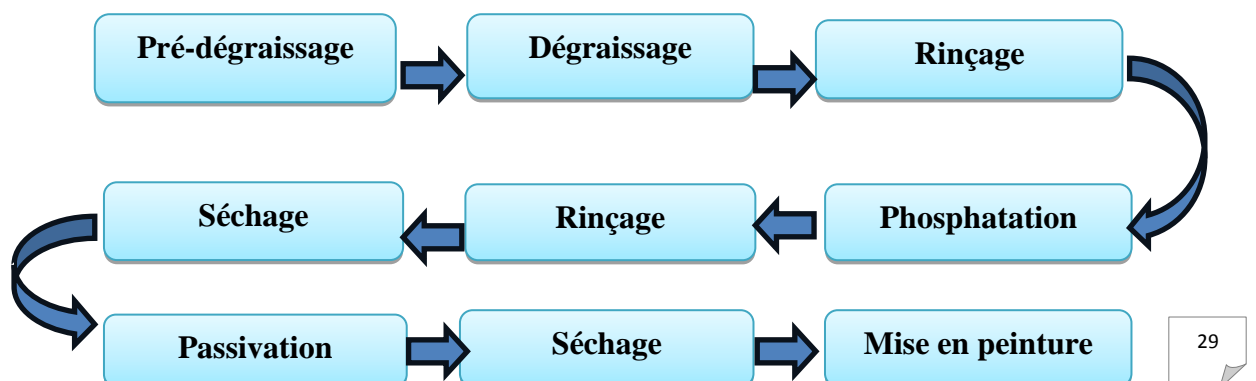 Pré-dégraissage
Dégraissage
Rinçage
Phosphatation
Rinçage
Séchage
Passivation
Séchage
Mise en peinture
29